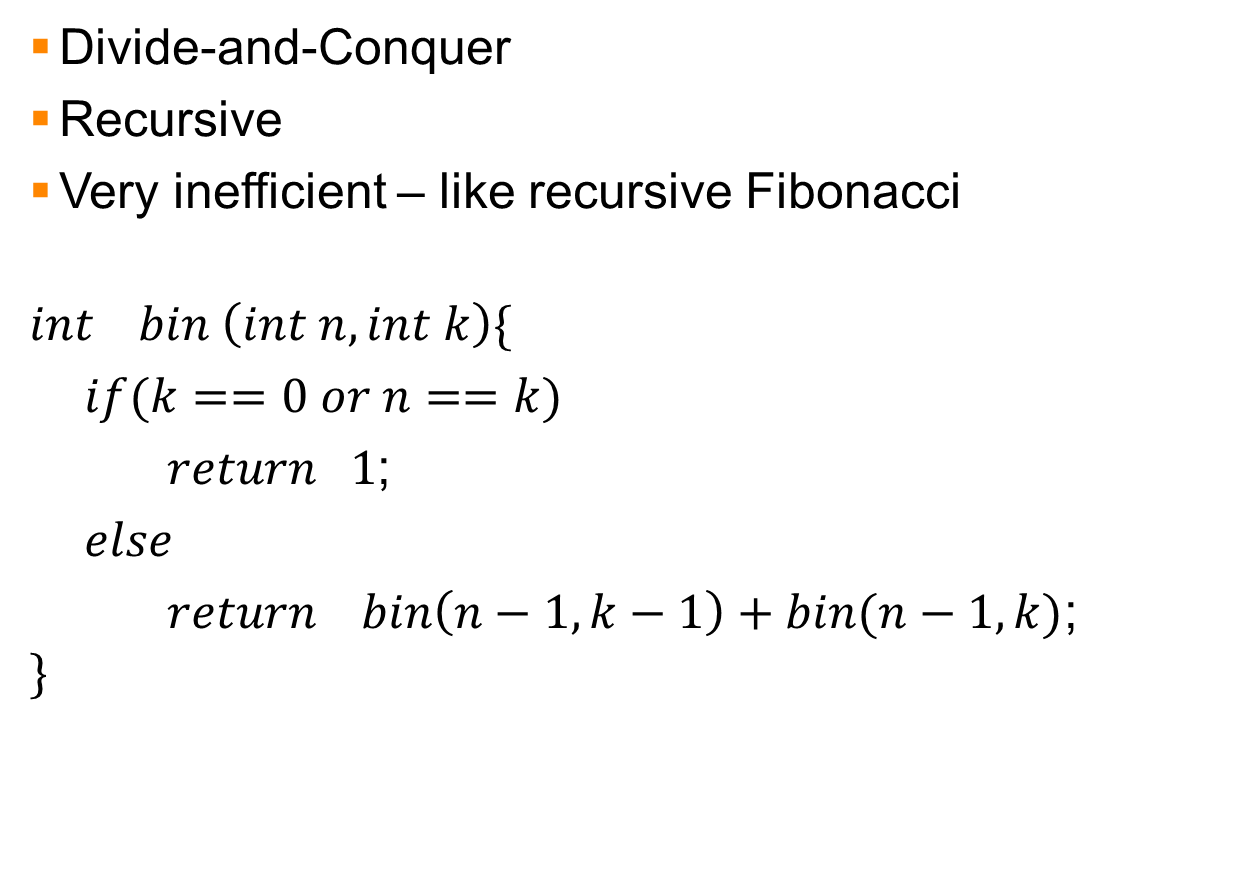 ▪ Divide-and-Conquer
▪ Recursive
▪ Very inefficient – like recursive Fibonacci
int bin (int n, int k){
if(k == 0 or n == k)
return 1;
else
return bin(n − 1, k − 1) + bin(n − 1, k);
}